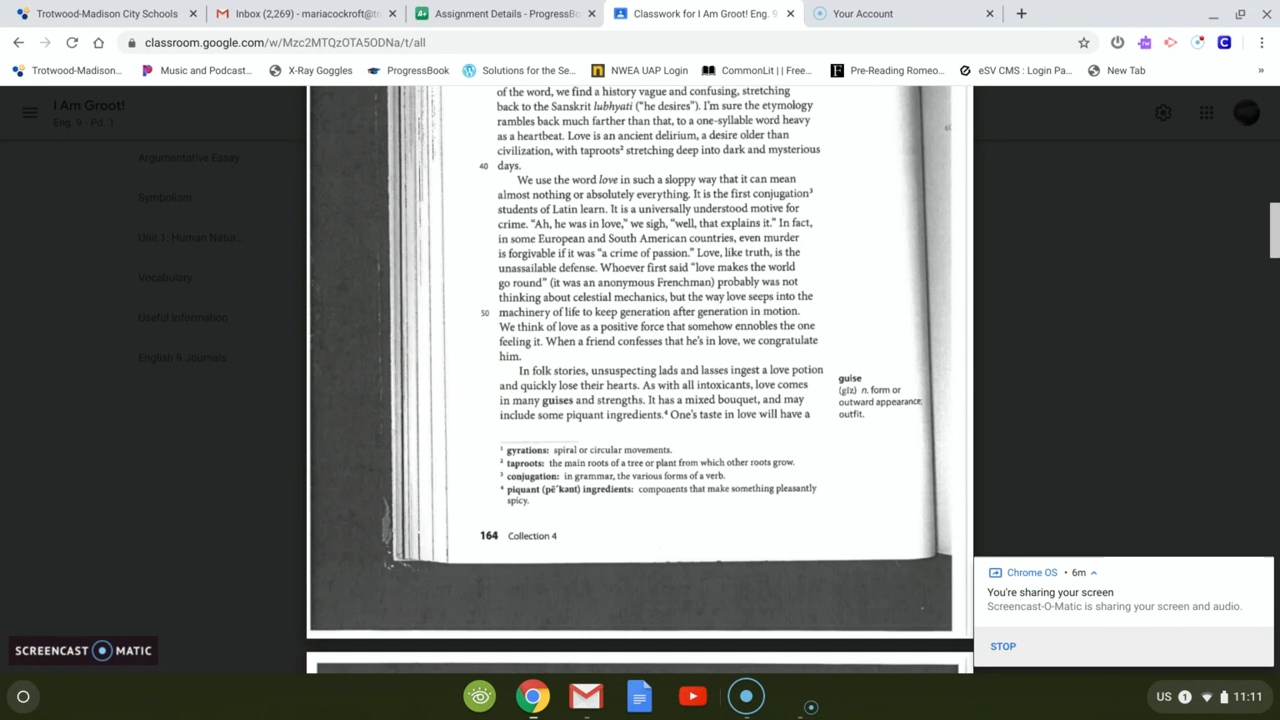 Trotwood-Madison City Schools
Inbox (2,269) - mariacockroft@tr
Assignment Details - ProgressBo
Classwork for I Am Groot! Eng. 9
Your Account
classroom.google.com/w/Mzc2MTQzOTA5ODNa/t/all
Trotwood-Madison...
Music and Podcast...
X-Ray Goggles
ProgressBook
Solutions for the Se...
NWEA UAP Login
CommonLit | | Free...
Pre-Reading Romeo...
eSV CMS : Login Pa...
New Tab
»
I Am Groot!
Eng. 9 - Pd. 1
Argumentative Essay
Symbolism
Unit 1: Human Natur...
Vocabulary
Useful Information
English 9 Journals
of the word, we find a history vague and confusing, stretching
back to the Sanskrit lubhyati (“he desires”). I’m sure the etymology
rambles back much farther than that, to a one-syllable word heavy
as a heartbeat. Love is an ancient delirium, a desire older than
civilization, with taproots² stretching deep into dark and mysterious
40 days.
We use the word love in such a sloppy way that it can mean
almost nothing or absolutely everything. It is the first conjugation³
students of Latin learn. It is a universally understood motive for
crime. “Ah, he was in love,” we sigh, “well, that explains it.” In fact,
in some European and South American countries, even murder
is forgivable if it was “a crime of passion.” Love, like truth, is the
unassailable defense. Whoever first said “love makes the world
go round” (it was an anonymous Frenchman) probably was not
thinking about celestial mechanics, but the way love seeps into the
50 machinery of life to keep generation after generation in motion.
We think of love as a positive force that somehow ennobles the one
feeling it. When a friend confesses that he’s in love, we congratulate
him.
In folk stories, unsuspecting lads and lasses ingest a love potion
and quickly lose their hearts. As with all intoxicants, love comes
in many guises and strengths. It has a mixed bouquet, and may
include some piquant ingredients.⁴ One’s taste in love will have a
guise
(gīz) n. form or
outward appearance;
outfit.
¹ gyrations: spiral or circular movements.
² taproots: the main roots of a tree or plant from which other roots grow.
³ conjugation: in grammar, the various forms of a verb.
⁴ piquant (pē´kənt) ingredients: components that make something pleasantly
spicy.
164 Collection 4
Chrome OS • 6m
You're sharing your screen
Screencast-O-Matic is sharing your screen and audio.
STOP
SCREENCAST MATIC
US 1 11:11